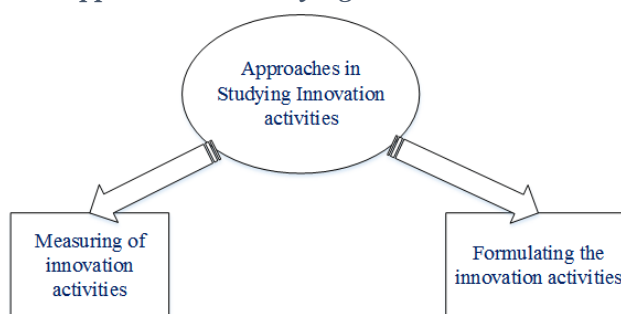 Approaches in
Studying Innovation
activities
Measuring of
innovation
activities
Formulating the
innovation activities